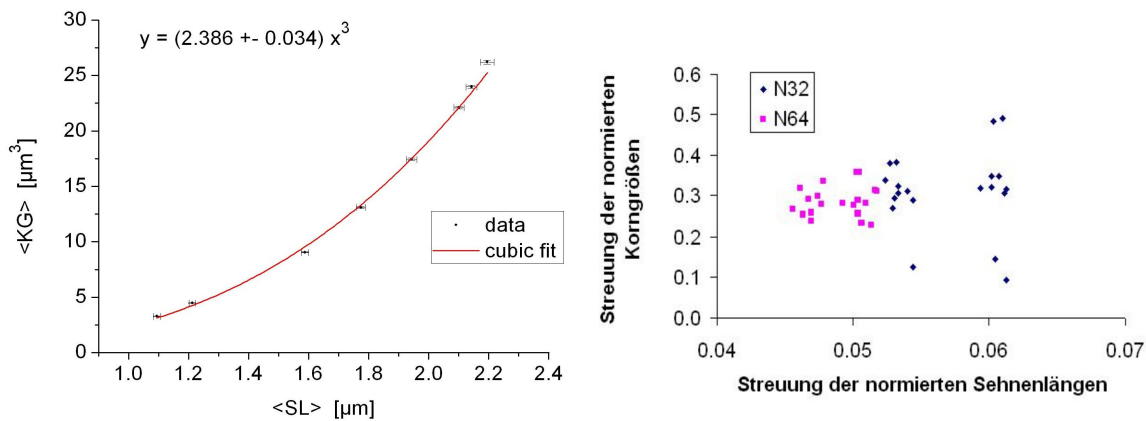 y = (2.386 +- 0.034) x³
30
25
20
15
10
5
0
<KG> [µm³]
data
cubic fit
1.0 1.2 1.4 1.6 1.8 2.0 2.2 2.4
<SL> [µm]
Streuung der normierten
Korngrößen
0.6
0.5
0.4
0.3
0.2
0.1
0.0
N32
N64
0.04 0.05 0.06 0.07
Streuung der normierten Sehnenlängen